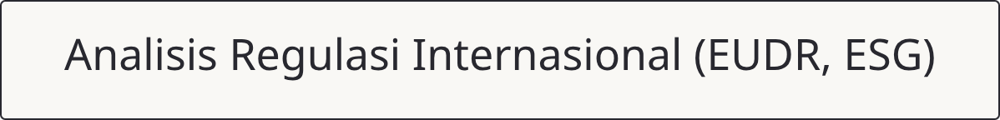 Analisis Regulasi Internasional (EUDR, ESG)